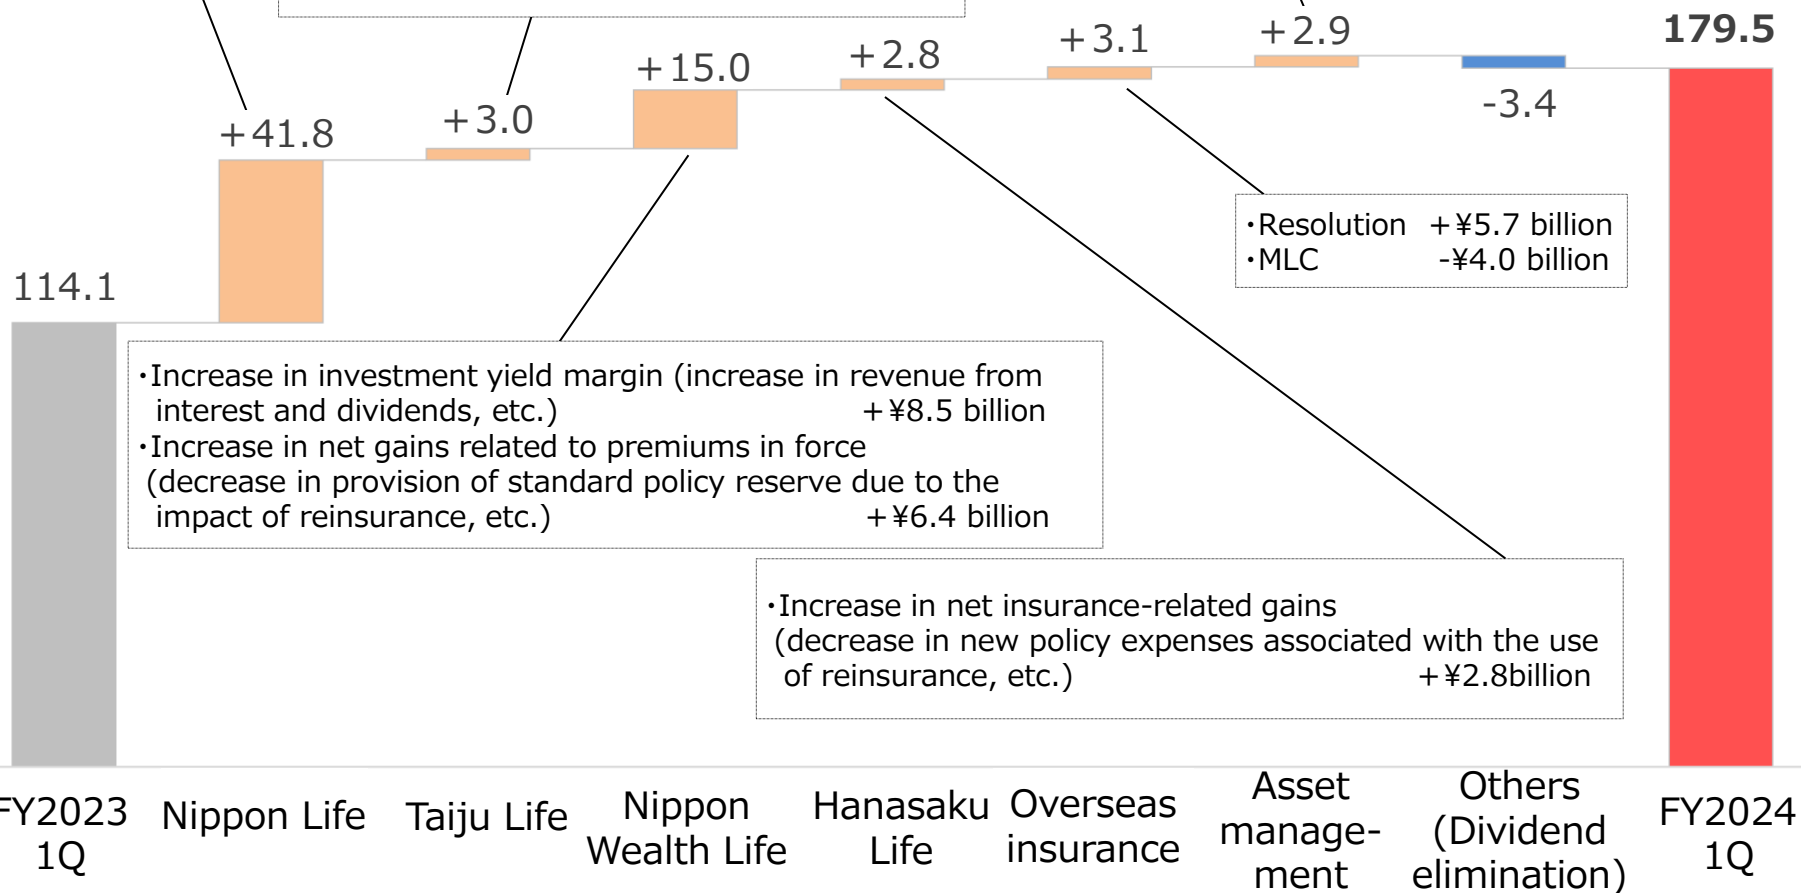 179.5
+2.9
+3.1
+2.8
+15.0
-3.4
+3.0
+41.8
・Resolution +¥5.7 billion
・MLC -¥4.0 billion
114.1
・Increase in investment yield margin (increase in revenue from
interest and dividends, etc.) +¥8.5 billion
・Increase in net gains related to premiums in force
(decrease in provision of standard policy reserve due to the
impact of reinsurance, etc.) +¥6.4 billion
・Increase in net insurance-related gains
(decrease in new policy expenses associated with the use
of reinsurance, etc.) +¥2.8billion
FY2023
1Q
Nippon Life
Taiju Life
Nippon
Wealth Life
Hanasaku
Life
Overseas
insurance
Asset
manage-
ment
Others
(Dividend
elimination)
FY2024
1Q